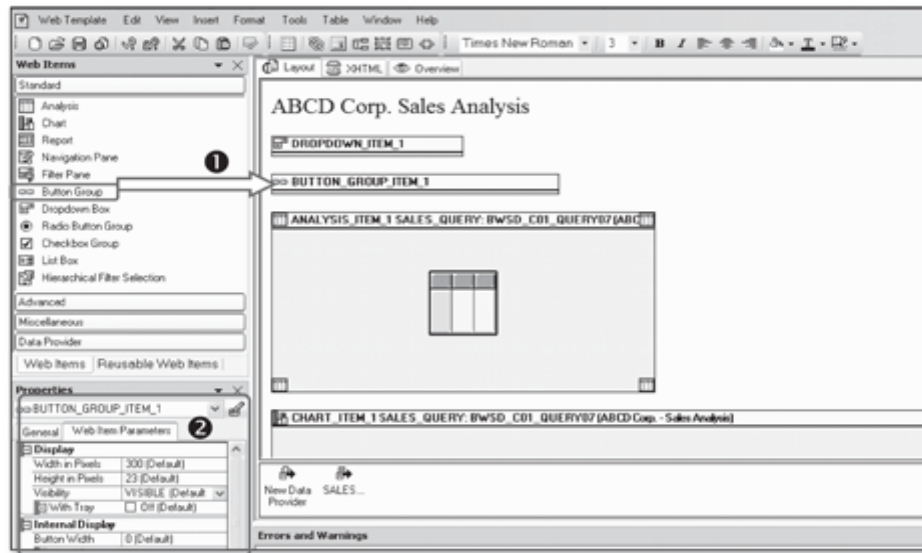 Web Template Edit View Insert Format Tools Table Window Help
Times New Roman 3 B I
Web Items
Standard
Analysis
Chart
Report
Navigation Pane
Filter Pane
Button Group
Dropdown Box
Radio Button Group
Checkbox Group
List Box
Hierarchical Filter Selection
Advanced
Miscellaneous
Data Provider
Web Items Reusable Web Items
Properties
BUTTON_GROUP_ITEM_1
General Web Item Parameters
2
Display
Width in Pixels 300 (Default)
Height in Pixels 23 (Default)
Visibility VISIBLE (Default
With Tray Off (Default)
Internal Display
Button Width 0 (Default)
1
Layout XHTML Overview
ABCD Corp. Sales Analysis
DROPDOWN_ITEM_1
BUTTON_GROUP_ITEM_1
ANALYSIS_ITEM_1 SALES_QUERY: BWSD_C01_QUERY07 (ABC
CHART_ITEM_1 SALES_QUERY: BWSD_C01_QUERY07 (ABCD Corp. - Sales Analysis)
New Data Provider
SALES...
Errors and Warnings